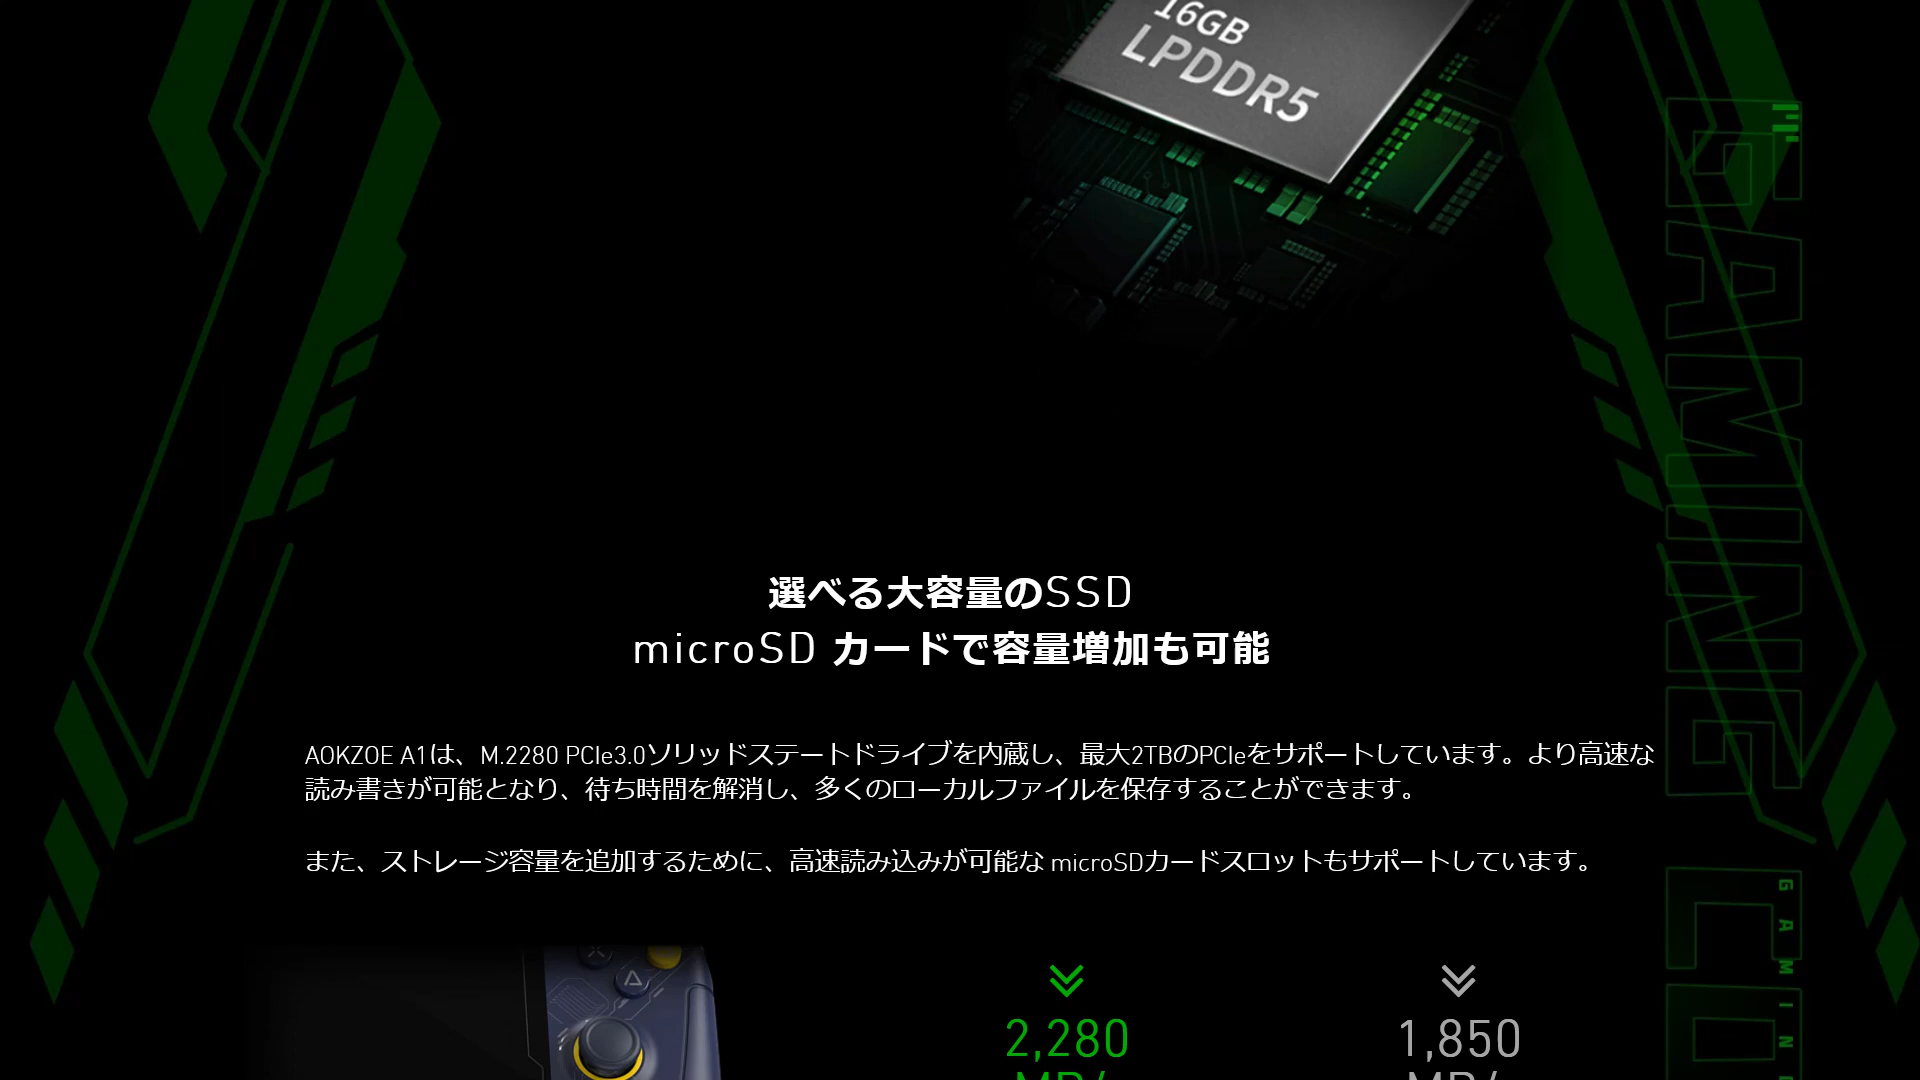 16GB
LPDDR5
GAMING
選べる大容量のSSD
microSD カードで容量増加も可能
AOKZOE A1は、M.2280 PCIe3.0ソリッドステートドライブを内蔵し、最大2TBのPCIeをサポートしています。より高速な
読み書きが可能となり、待ち時間を解消し、多くのローカルファイルを保存することができます。
また、ストレージ容量を追加するために、高速読み込みが可能な microSDカードスロットもサポートしています。
GAMIN
2,280
1,850